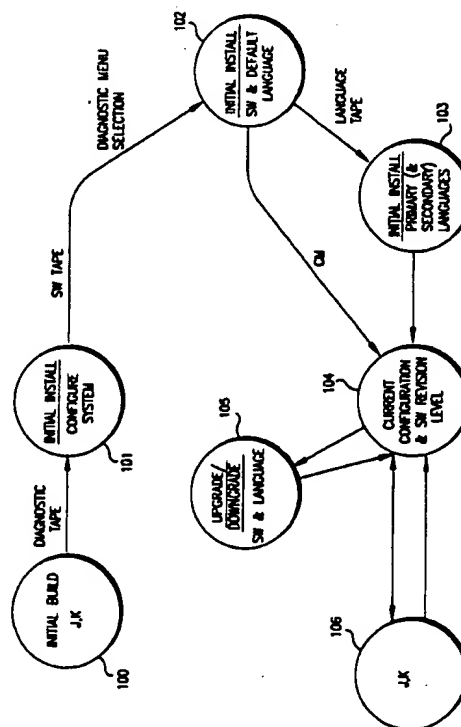 INITIAL BUILD
J,K
100
DIAGNOSTIC
TAPE
INITIAL INSTALL
CONFIGURE
SYSTEM
101
SW TAPE
DIAGNOSTIC MENU
SELECTION
102
INITIAL INSTALL
SW & DEFAULT
LANGUAGE
LANGUAGE
TAPE
CM
103
INITIAL INSTALL
PRIMARY (&
SECONDARY)
LANGUAGES
104
CURRENT
CONFIGURATION
& SW REVISION
LEVEL
105
UPGRADE/
DOWNGRADE
SW & LANGUAGE
106
J,K